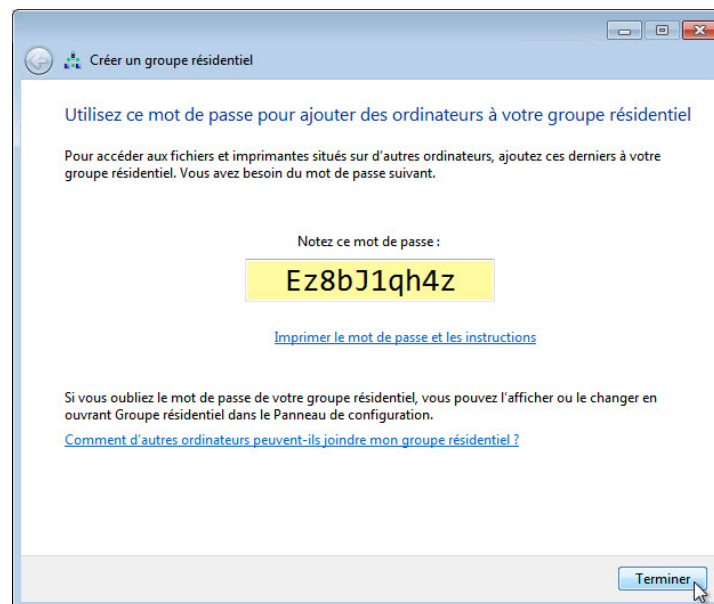 Créer un groupe résidentiel
Utilisez ce mot de passe pour ajouter des ordinateurs à votre groupe résidentiel
Pour accéder aux fichiers et imprimantes situés sur d'autres ordinateurs, ajoutez ces derniers à votre
groupe résidentiel. Vous avez besoin du mot de passe suivant.
Notez ce mot de passe :
Ez8bJ1qh4z
Imprimer le mot de passe et les instructions
Si vous oubliez le mot de passe de votre groupe résidentiel, vous pouvez l'afficher ou le changer en
ouvrant Groupe résidentiel dans le Panneau de configuration.
Comment d'autres ordinateurs peuvent-ils joindre mon groupe résidentiel ?
Terminer